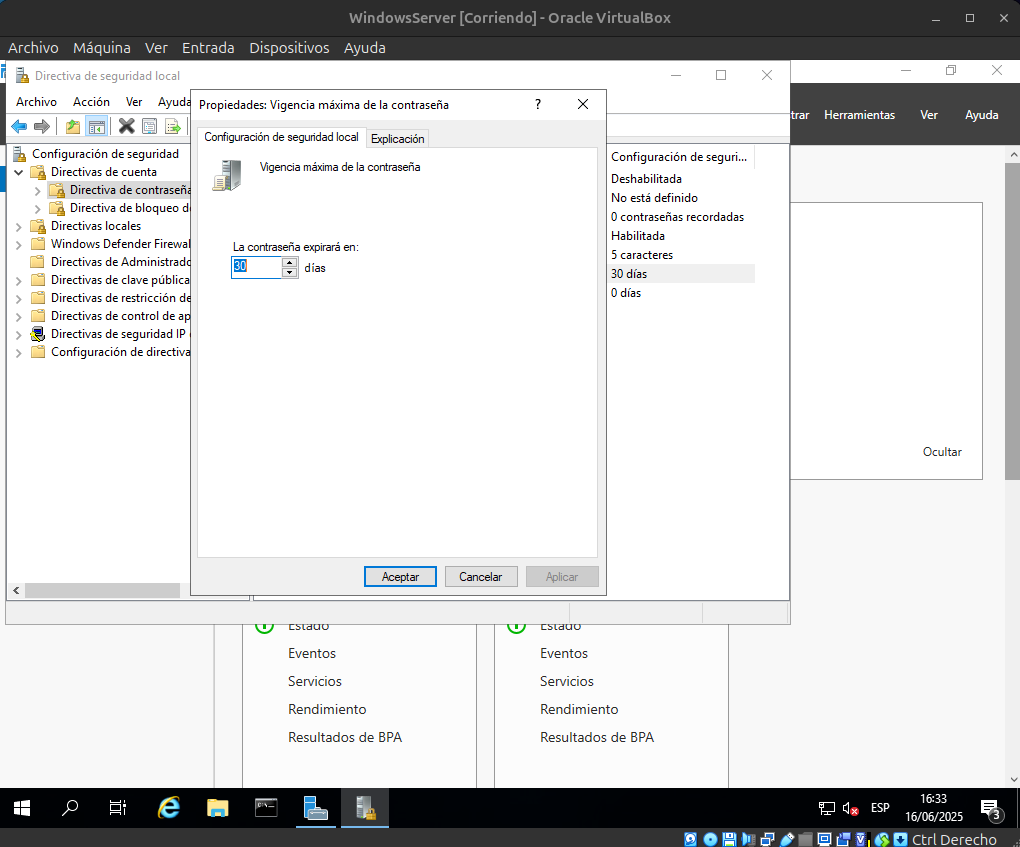 WindowsServer [Corriendo] - Oracle VirtualBox
Archivo Máquina Ver Entrada Dispositivos Ayuda
Directiva de seguridad local
Archivo Acción Ver Ayuda
Herramientas Ver Ayuda
Propiedades: Vigencia máxima de la contraseña ?
Configuración de seguridad local Explicación
Vigencia máxima de la contraseña
La contraseña expirará en:
30 días
Aceptar Cancelar Aplicar
Configuración de seguridad
Directivas de cuenta
Directiva de contraseña
Directiva de bloqueo d
Directivas locales
Windows Defender Firewal
Directivas de Administrado
Directivas de clave pública
Directivas de restricción de
Directivas de control de ap
Directivas de seguridad IP
Configuración de directiva
Configuración de seguri...
Deshabilitada
No está definido
0 contraseñas recordadas
Habilitada
5 caracteres
30 días
0 días
Ocultar
Estado
Eventos
Servicios
Rendimiento
Resultados de BPA
Estado
Eventos
Servicios
Rendimiento
Resultados de BPA
ESP
16:33
16/06/2025
3
Ctrl Derecho